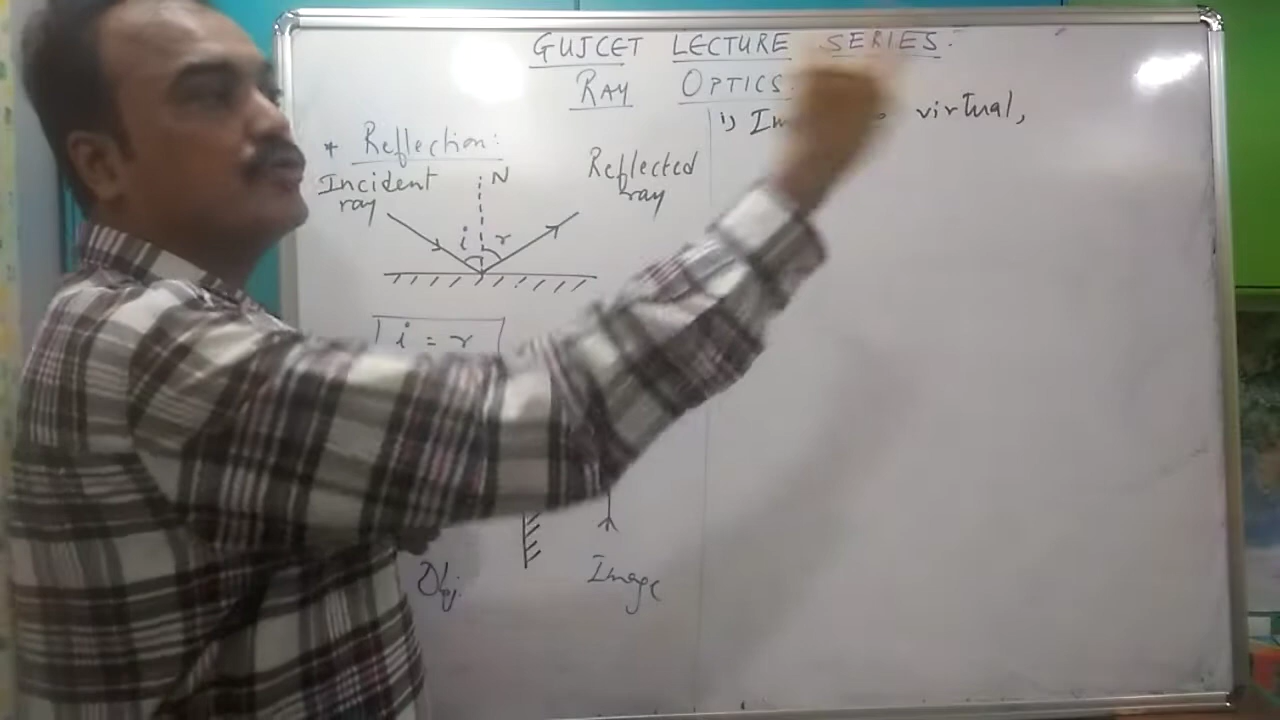 GUJCET LECTURE SERIES.
RAY OPTICS.
* Reflection:
Incident
ray
N
Reflected
ray
i r
i = r
Obj.
Image
i) virtual,